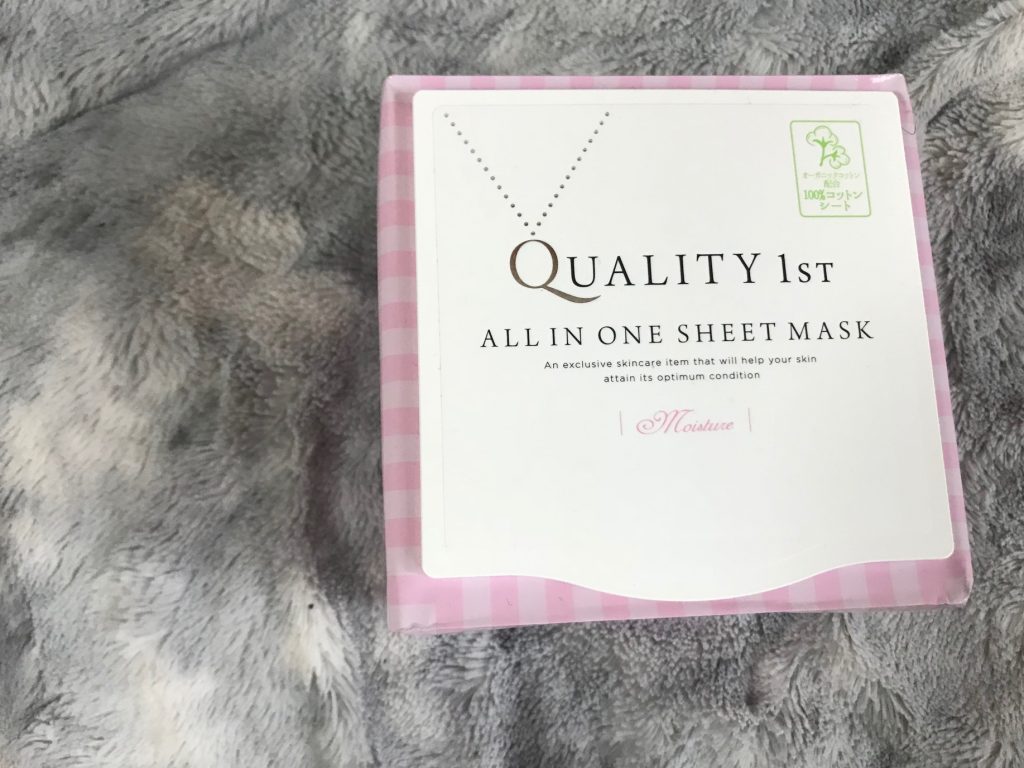 オーガニックコットン
配合
100%コットン
シート
QUALITY 1ST
ALL IN ONE SHEET MASK
An exclusive skincare item that will help your skin
attain its optimum condition
Moisture